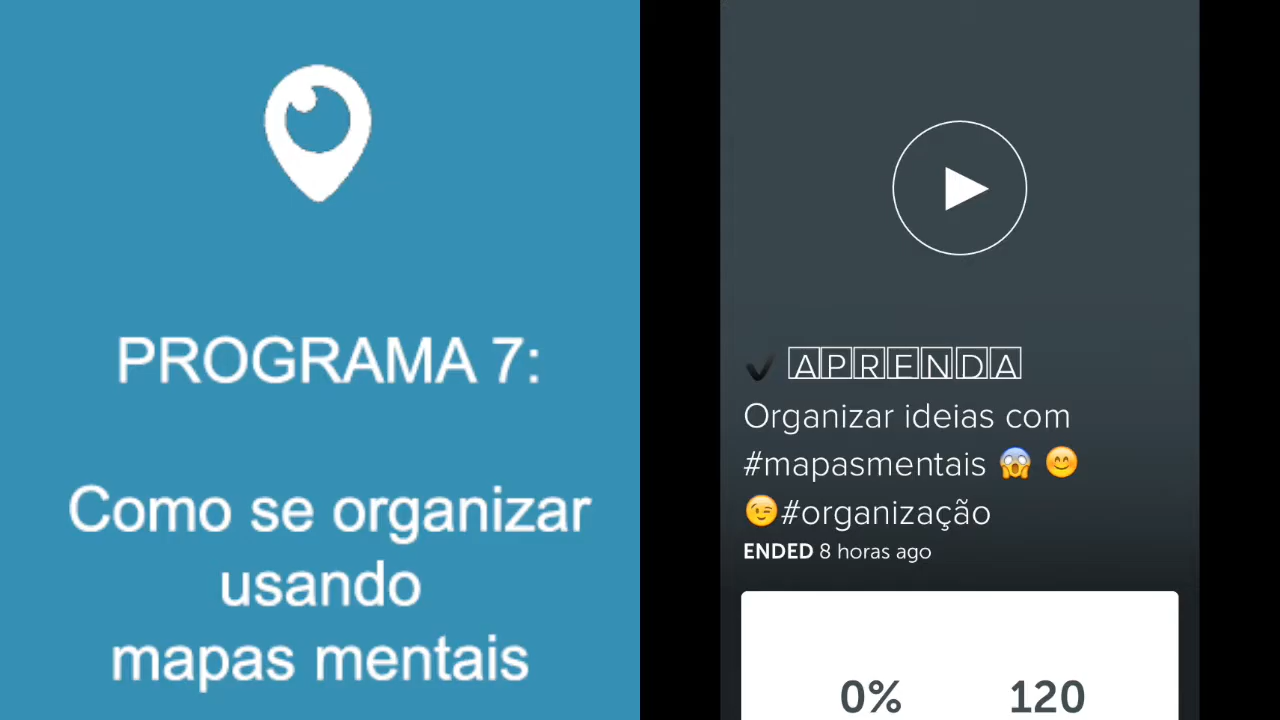 PROGRAMA 7:
Como se organizar
usando
mapas mentais
✔ APRENDA
Organizar ideias com
#mapasmentais 😱 😊
😉#organização
ENDED 8 horas ago
0% 120